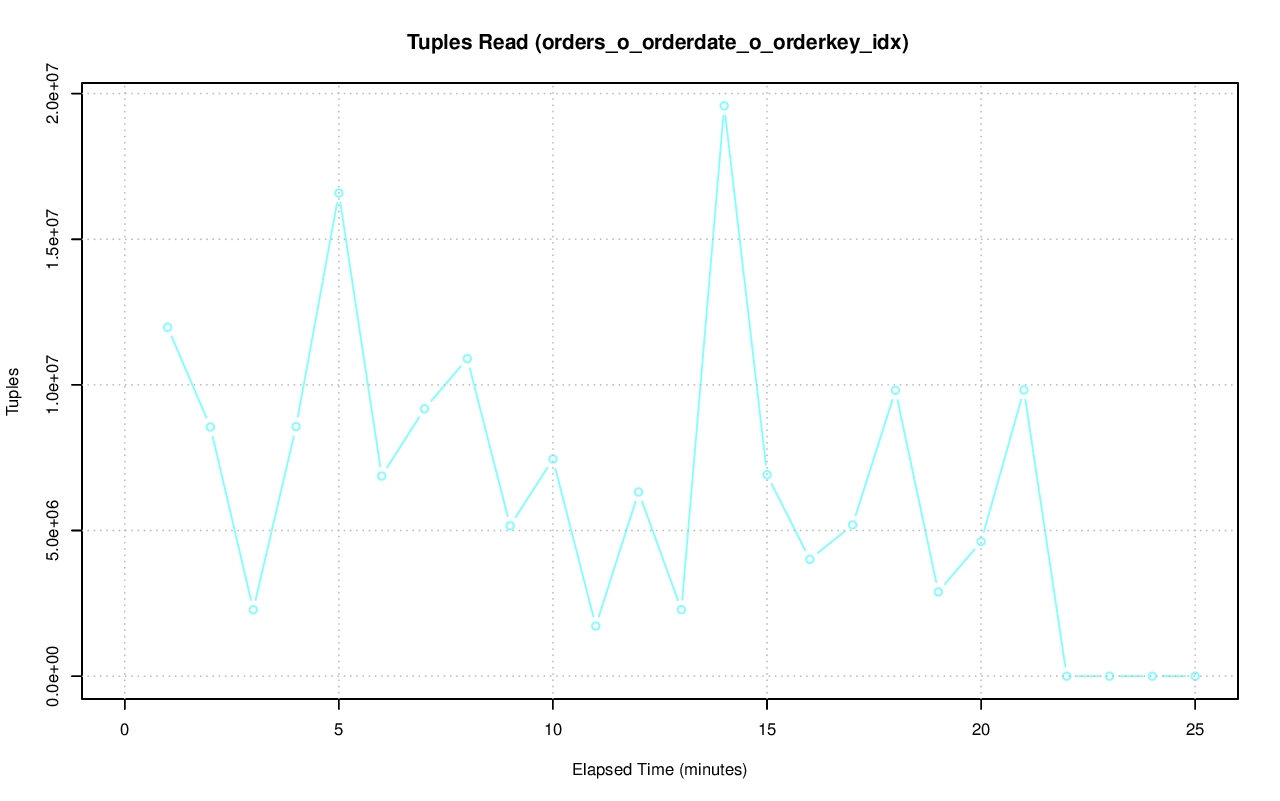 Tuples Read (orders_o_orderdate_o_orderkey_idx)
2.0e+07
1.5e+07
1.0e+07
5.0e+06
0.0e+00
Tuples
0 5 10 15 20 25
Elapsed Time (minutes)